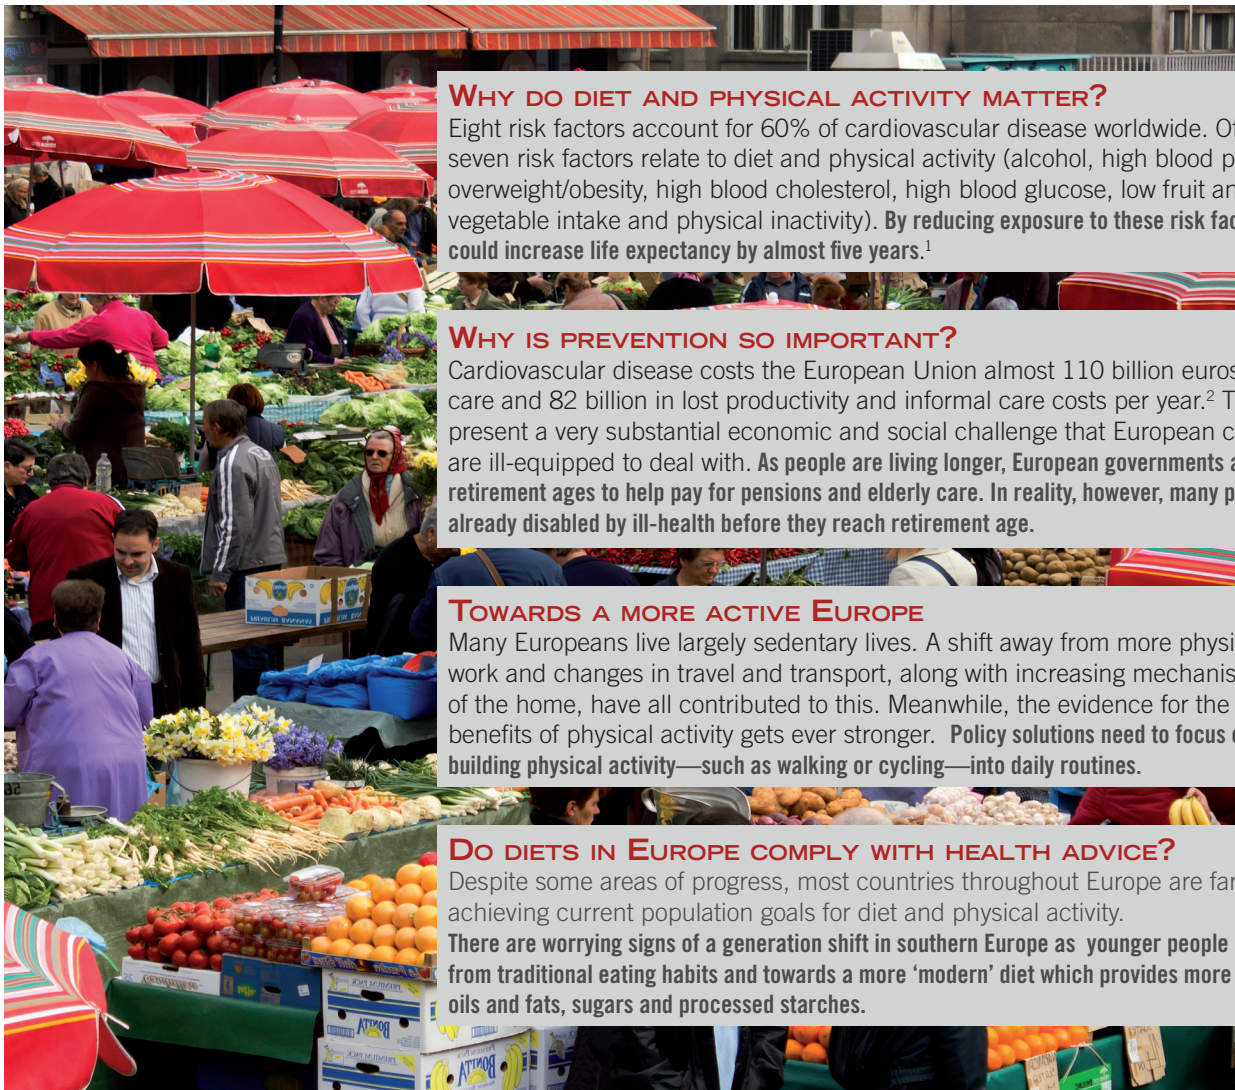 WHY DO DIET AND PHYSICAL ACTIVITY MATTER?
Eight risk factors account for 60% of cardiovascular disease worldwide. Of
seven risk factors relate to diet and physical activity (alcohol, high blood p
overweight/obesity, high blood cholesterol, high blood glucose, low fruit an
vegetable intake and physical inactivity). By reducing exposure to these risk fac
could increase life expectancy by almost five years.1
WHY IS PREVENTION SO IMPORTANT?
Cardiovascular disease costs the European Union almost 110 billion euros
care and 82 billion in lost productivity and informal care costs per year.2 T
present a very substantial economic and social challenge that European c
are ill-equipped to deal with. As people are living longer, European governments a
retirement ages to help pay for pensions and elderly care. In reality, however, many p
already disabled by ill-health before they reach retirement age.
TOWARDS A MORE ACTIVE EUROPE
Many Europeans live largely sedentary lives. A shift away from more physi
work and changes in travel and transport, along with increasing mechanis
of the home, have all contributed to this. Meanwhile, the evidence for the
benefits of physical activity gets ever stronger. Policy solutions need to focus o
building physical activity—such as walking or cycling—into daily routines.
DO DIETS IN EUROPE COMPLY WITH HEALTH ADVICE?
Despite some areas of progress, most countries throughout Europe are far
achieving current population goals for diet and physical activity.
There are worrying signs of a generation shift in southern Europe as younger people
from traditional eating habits and towards a more ‘modern’ diet which provides more
oils and fats, sugars and processed starches.
PREMIUM PACK
BONITA
PREMIUM PACK
BONITA